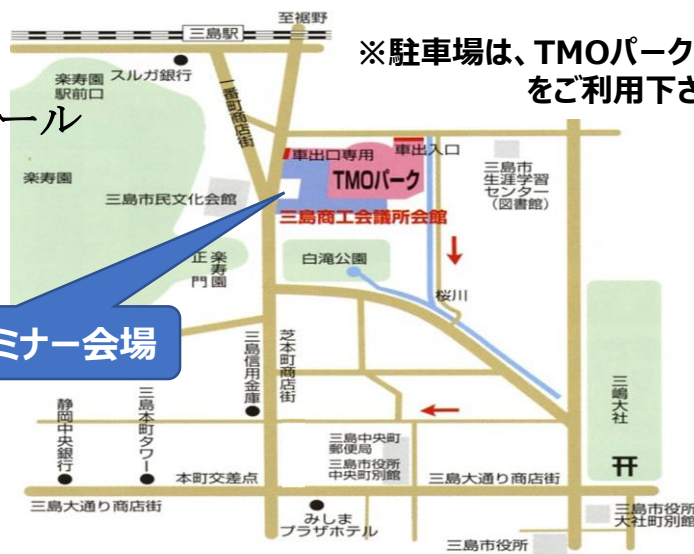 至裾野
三島駅
※駐車場は、TMOパーク
をご利用下さ
スルガ銀行
楽寿園
駅前口
一番町商店街
ール
車出口専用
車出入口
TMOパーク
三島市
生涯学習
センター
（図書館）
楽寿園
三島市民文化会館
三島商工会議所会館
楽寿園
正門
白滝公園
桜川
ミナー会場
三島信用金庫
芝本町商店街
三嶋大社
静岡中央銀行
三島本町タワー
三島中央町
郵便局
三島市役所
中央町別館
本町交差点
三島大通り商店街
三島大通り商店街
みしま
プラザホテル
三島市役所
大社町別館
三島市役所